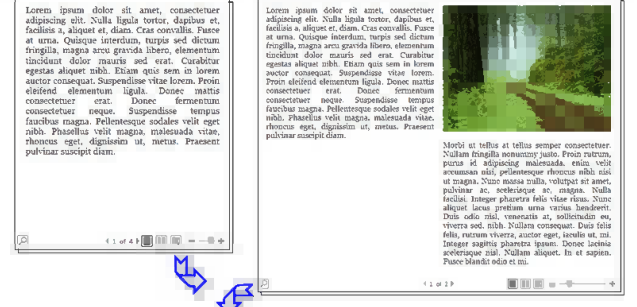 Lorem ipsum dolor sit amet, consectetuer
adipiscing elit. Nulla ligula tortor, dapibus et,
facilisis a, aliquet et, diam. Cras convallis. Fusce
at urna. Quisque interdum, turpis sed dictum
fringilla, magna arcu gravida libero, elementum
tincidunt dolor mauris sed erat. Curabitur
egestas aliquet nibh. Etiam quis sem in lorem
auctor consequat. Suspendisse vitae lorem. Proin
eleifend elementum ligula. Donec mattis
consectetuer erat. Donec fermentum
consectetuer neque. Suspendisse tempus
faucibus magna. Pellentesque sodales velit eget
nibh. Phasellus velit magna, malesuada vitae,
rhoncus eget, dignissim ut, metus. Praesent
pulvinar suscipit diam.
1 of 4
Lorem ipsum dolor sit amet, consectetuer
adipiscing elit. Nulla ligula tortor, dapibus et,
facilisis a, aliquet et, diam. Cras convallis. Fusce
at urna. Quisque interdum, turpis sed dictum
fringilla, magna arcu gravida libero, elementum
tincidunt dolor mauris sed erat. Curabitur
egestas aliquet nibh. Etiam quis sem in lorem
auctor consequat. Suspendisse vitae lorem.
Proin eleifend elementum ligula. Donec mattis
consectetuer erat. Donec fermentum
consectetuer neque. Suspendisse tempus
faucibus magna. Pellentesque sodales velit eget
nibh. Phasellus velit magna, malesuada vitae,
rhoncus eget, dignissim ut, metus. Praesent
pulvinar suscipit diam.
Morbi at tellus at tellus semper consectetuer.
Nullam fringilla nonummy justo. Proin rutrum,
purus id adipiscing malesuada, enim velit
accumsan nisi, pellentesque rhoncus nibh nisl
ut magna. Nunc massa nulla, volutpat sit amet,
pulvinar ac, scelerisque ac, magna. Nulla
facilisi. Integer pharetra felis vitae risus. Nunc
aliquet lacus pretium urna varius hendrerit.
Duis odio nisl, venenatis at, sollicitudin eu,
viverra sed, nibh. Nullam consequat. Duis felis
felis, rutrum viverra, auctor eget, iaculis ut, mi.
Integer sagittis pharetra ipsum. Donec lacinia
scelerisque nisl. Nullam aliquet. In et sapien.
Fusce blandit odio et mi.
1 of 2